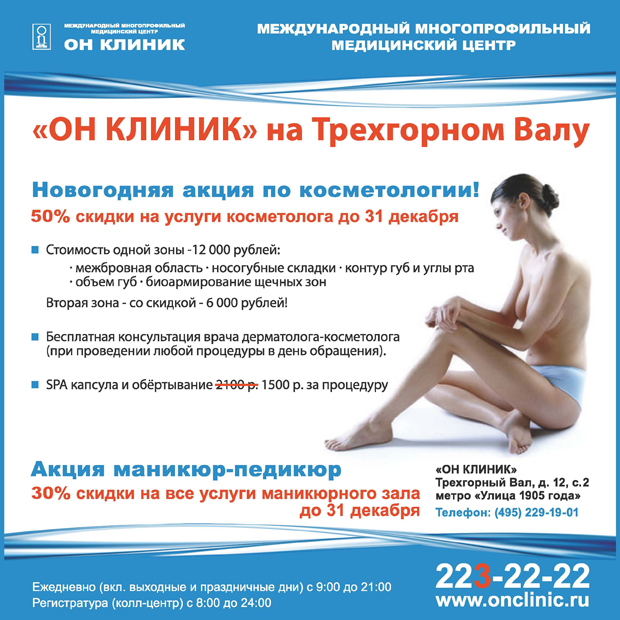 МЕЖДУНАРОДНЫЙ МНОГОПРОФИЛЬНЫЙ
МЕДИЦИНСКИЙ ЦЕНТР
ОН КЛИНИК
МЕЖДУНАРОДНЫЙ МНОГОПРОФИЛЬНЫЙ
МЕДИЦИНСКИЙ ЦЕНТР
«ОН КЛИНИК» на Трехгорном Валу
Новогодняя акция по косметологии!
50% скидки на услуги косметолога до 31 декабря
Стоимость одной зоны -12 000 рублей:
· межбровная область · носогубные складки · контур губ и углы рта
· объем губ · биоармирование щечных зон
Вторая зона - со скидкой - 6 000 рублей!
Бесплатная консультация врача дерматолога-косметолога
(при проведении любой процедуры в день обращения).
SPA капсула и обёртывание 2100 р. 1500 р. за процедуру
Акция маникюр-педикюр
30% скидки на все услуги маникюрного зала
до 31 декабря
«ОН КЛИНИК»
Трехгорный Вал, д. 12, с.2
метро «Улица 1905 года»
Телефон: (495) 229-19-01
Ежедневно (вкл. выходные и праздничные дни) с 9:00 до 21:00
Регистратура (колл-центр) с 8:00 до 24:00
223-22-22
www.onclinic.ru